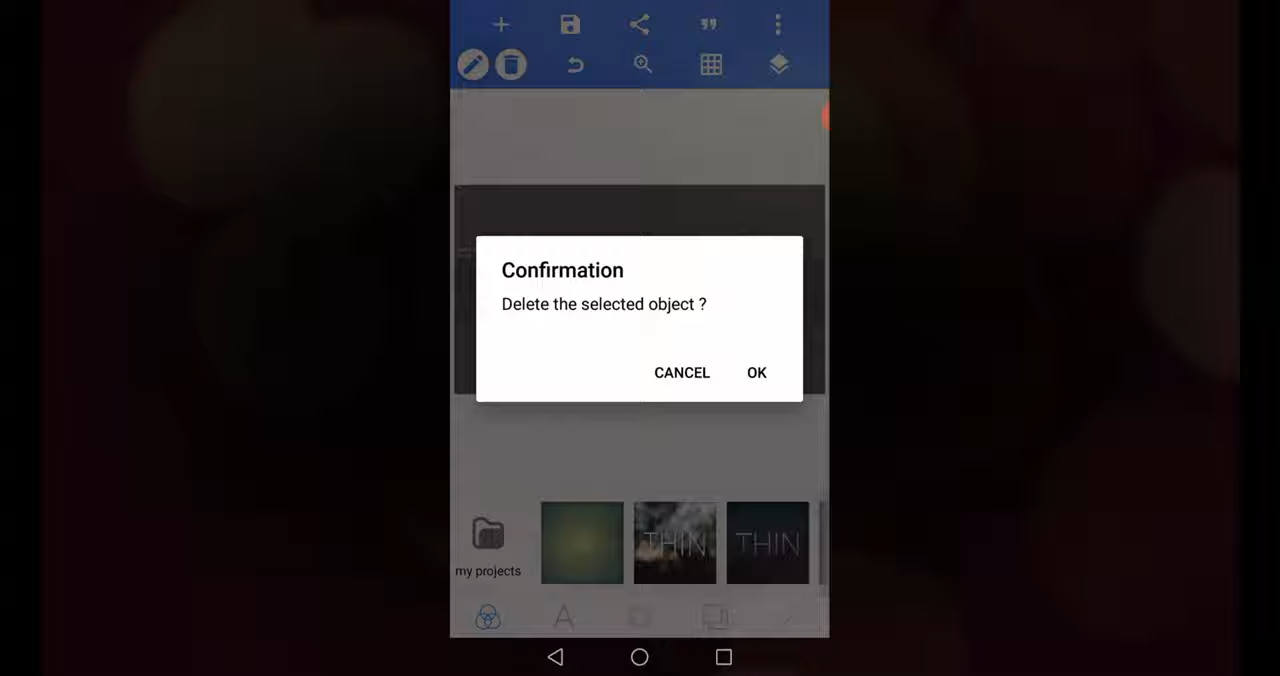 Confirmation
Delete the selected object ?
CANCEL OK
THIN THIN
my projects